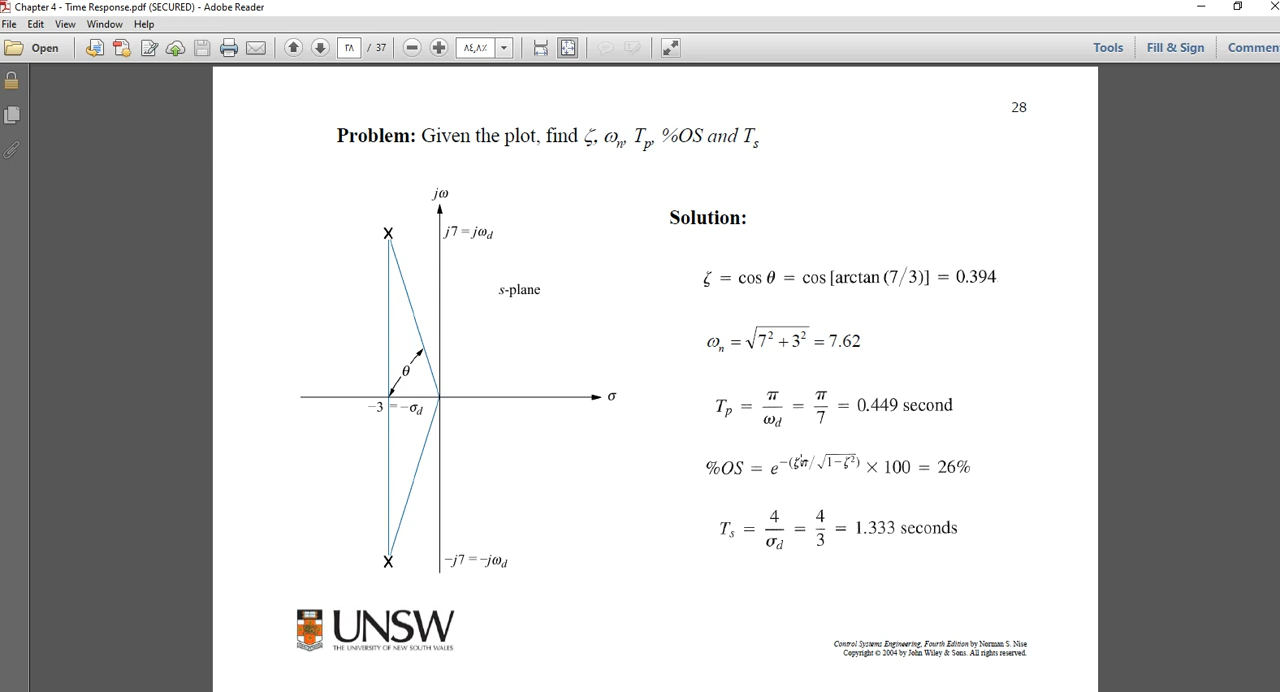 Chapter 4 - Time Response.pdf (SECURED) - Adobe Reader
File Edit View Window Help
Open ٢٨ / 37 ٨٤,٨٪ Tools Fill & Sign Commen
28
Problem: Given the plot, find ζ, ωn, Tp, %OS and Ts
jω
j7 = jωd
s-plane
θ
σ
−3 = −σd
−j7 = −jωd
Solution:
ζ = cos θ = cos [arctan (7/3)] = 0.394
ωn = √7² + 3² = 7.62
Tp = π/ωd = π/7 = 0.449 second
%OS = e^−(ζπ/√1−ζ²) × 100 = 26%
Ts = 4/σd = 4/3 = 1.333 seconds
UNSW
THE UNIVERSITY OF NEW SOUTH WALES
Control Systems Engineering, Fourth Edition by Norman S. Nise
Copyright © 2004 by John Wiley & Sons. All rights reserved.